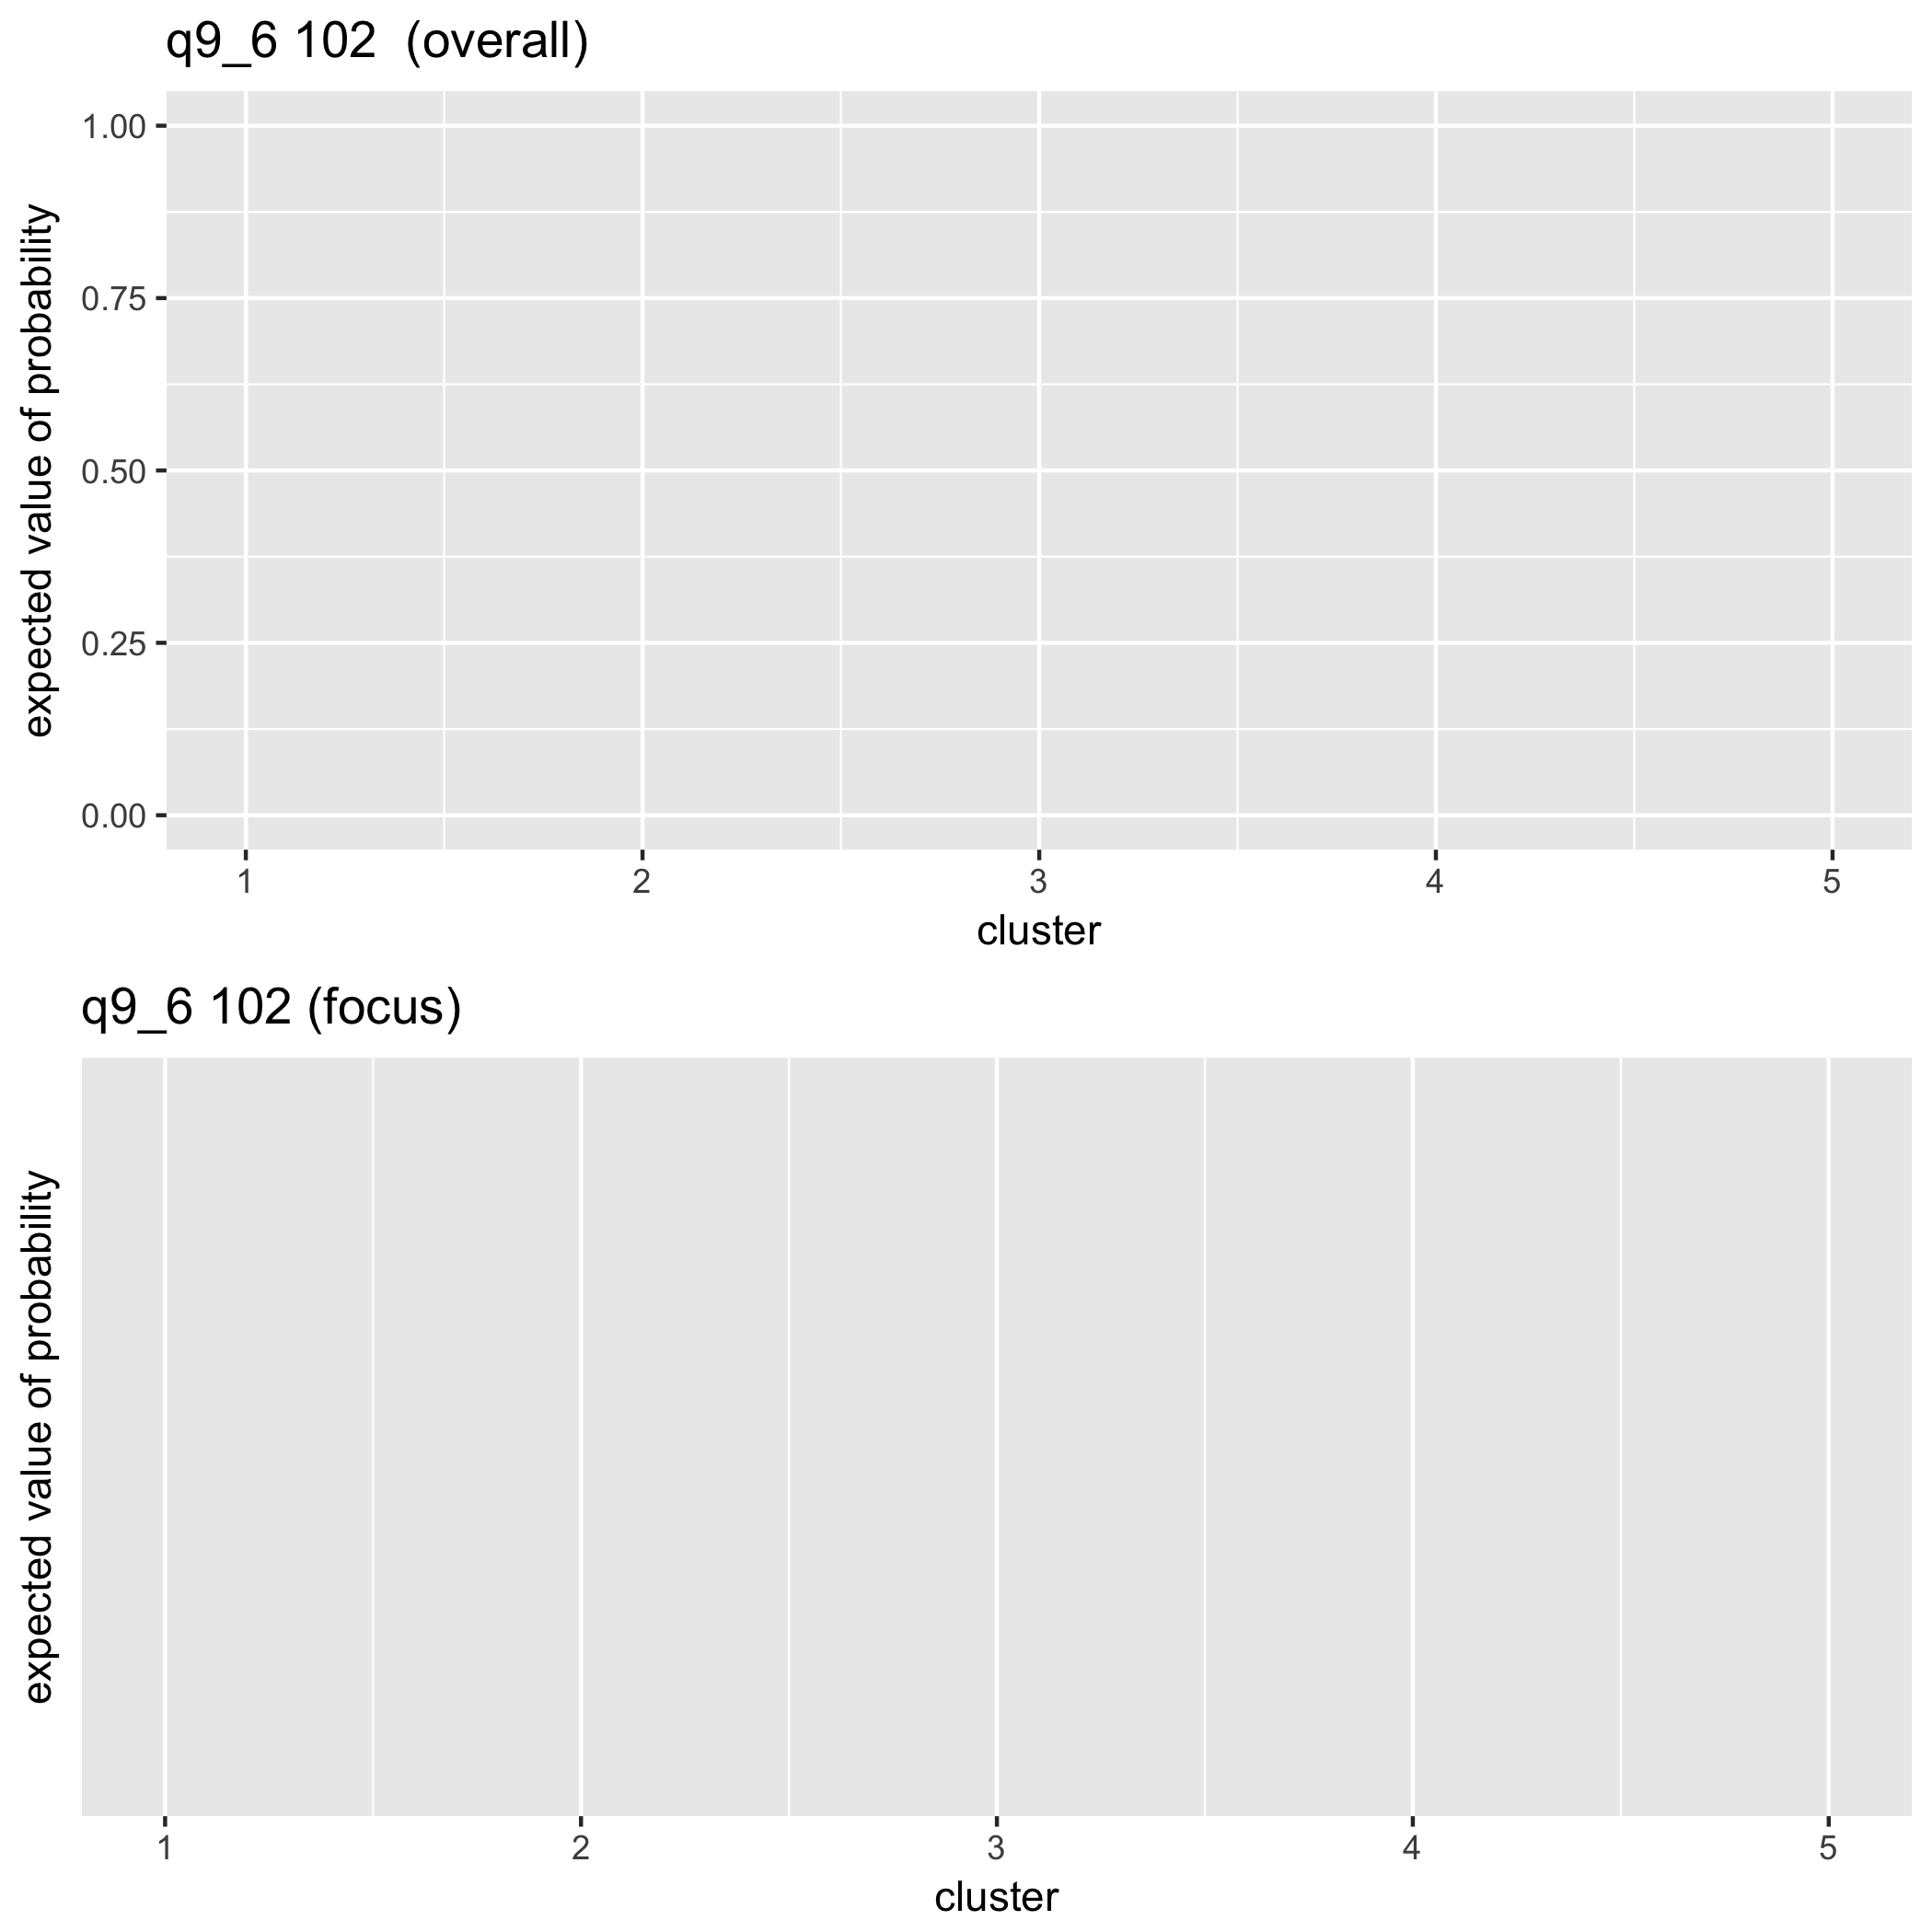 q9_6 102  (overall)
expected value of probability
1.00
0.75
0.50
0.25
0.00
1 2 3 4 5
cluster
q9_6 102 (focus)
expected value of probability
1 2 3 4 5
cluster